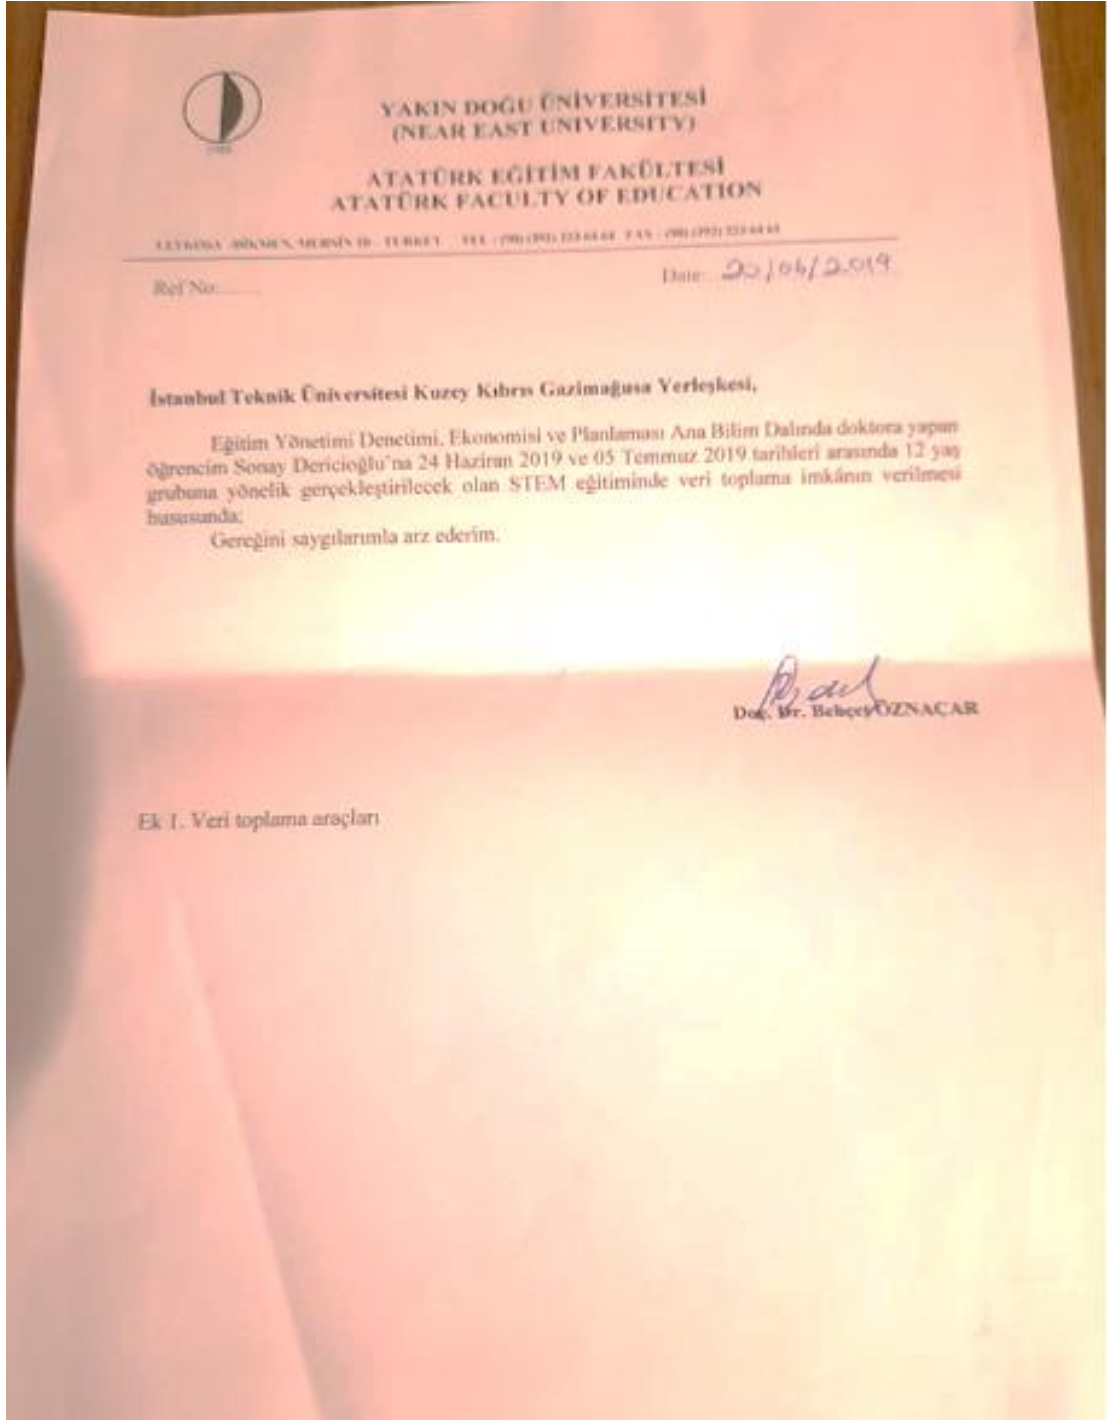 YAKIN DOĞU ÜNİVERSİTESİ
(NEAR EAST UNIVERSITY)
ATATÜRK EĞİTİM FAKÜLTESİ
ATATÜRK FACULTY OF EDUCATION
MERSİN 10 - TURKEY
Ref No:......
Date: 20/06/2019
İstanbul Teknik Üniversitesi Kuzey Kıbrıs Gazimağusa Yerleşkesi,
Eğitim Yönetimi Denetimi, Ekonomisi ve Planlaması Ana Bilim Dalında doktora yapan
öğrencim Sonay Dericioğlu'na 24 Haziran 2019 ve 05 Temmuz 2019 tarihleri arasında 12 yaş
grubuna yönelik gerçekleştirilecek olan STEM eğitiminde veri toplama imkânın verilmesi
hususunda;
Gereğini saygılarımla arz ederim.
Doç. Dr. Behçet ÖZNACAR
Ek 1. Veri toplama araçları